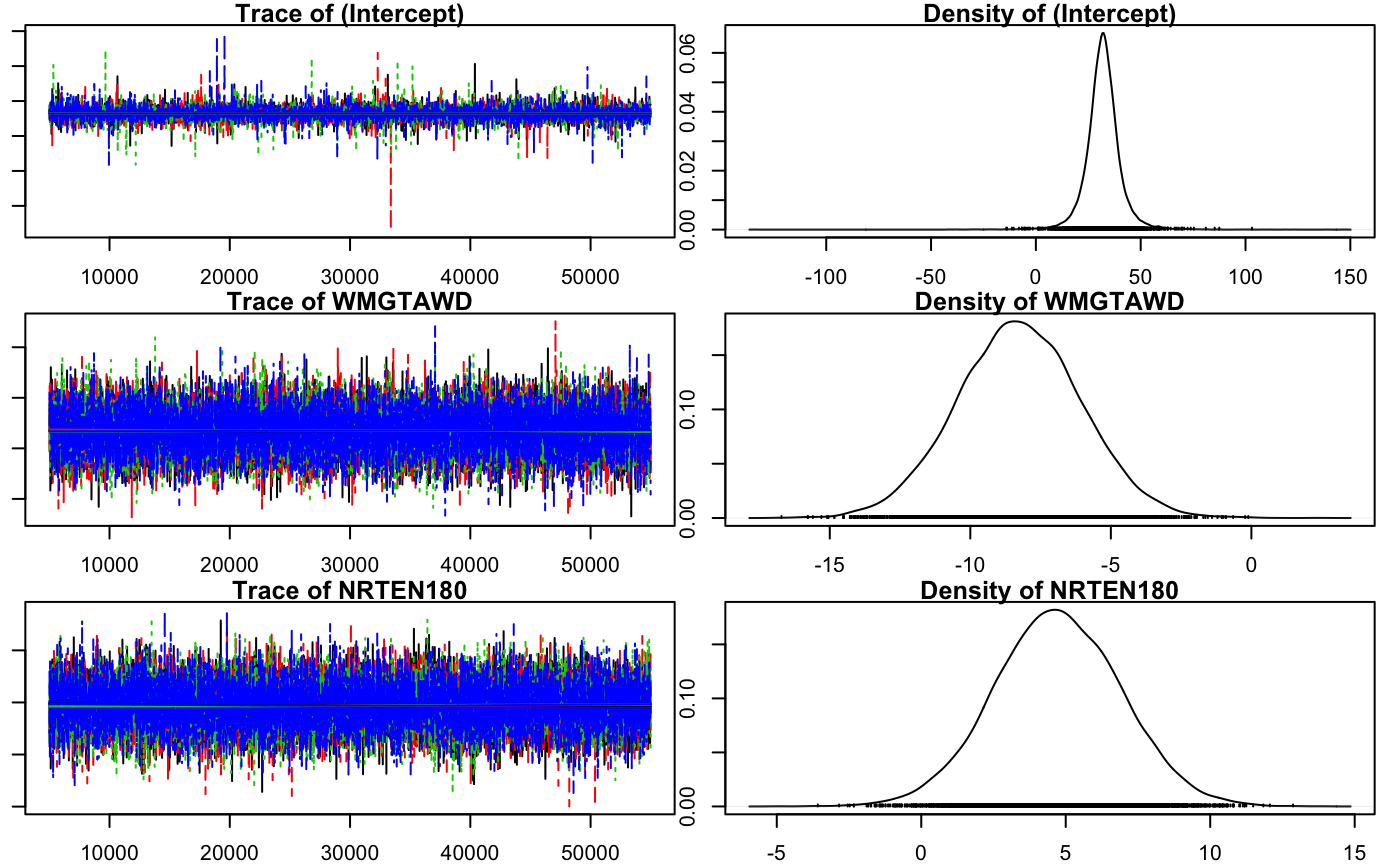 Trace of (Intercept)
Density of (Intercept)
0.00 0.02 0.04 0.06
10000 20000 30000 40000 50000
-100 -50 0 50 100 150
Trace of WMGTAWD
Density of WMGTAWD
0.00 0.10
10000 20000 30000 40000 50000
-15 -10 -5 0
Trace of NRTEN180
Density of NRTEN180
0.00 0.10
10000 20000 30000 40000 50000
-5 0 5 10 15